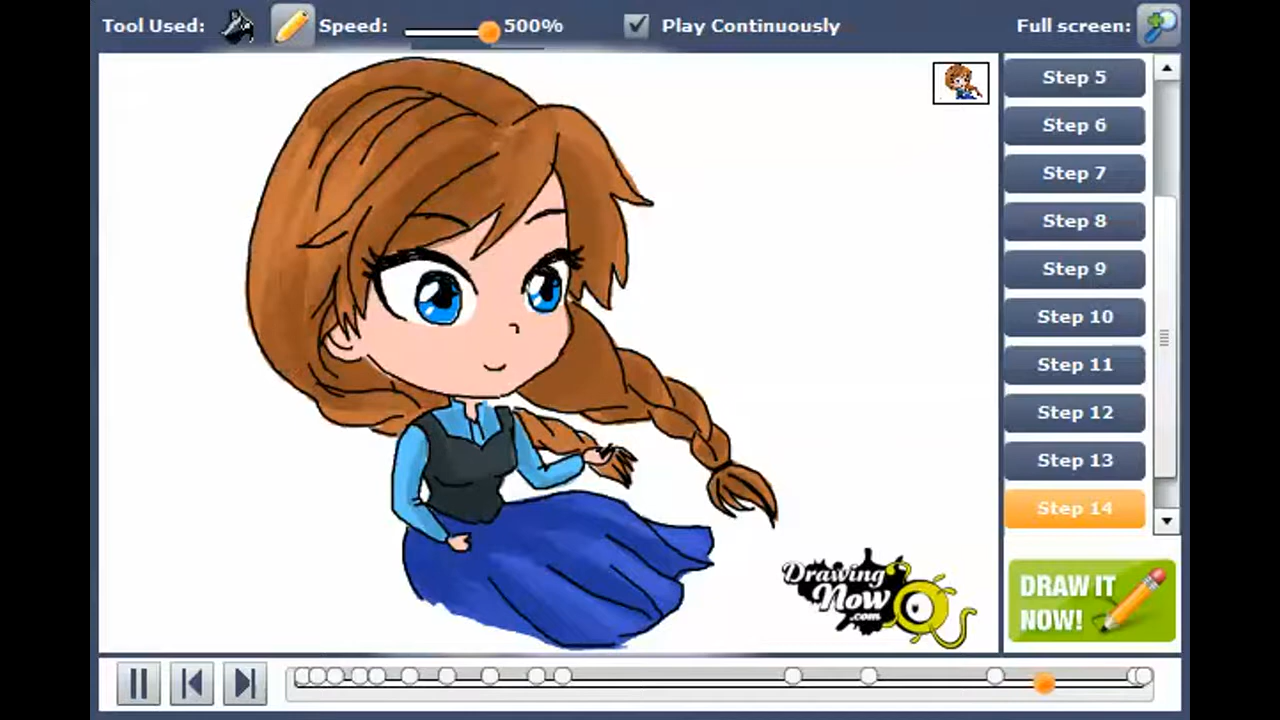 Tool Used: Speed: 500% Play Continuously Full screen:
Step 5
Step 6
Step 7
Step 8
Step 9
Step 10
Step 11
Step 12
Step 13
Step 14
DRAW IT
NOW!
Drawing
Now
.com